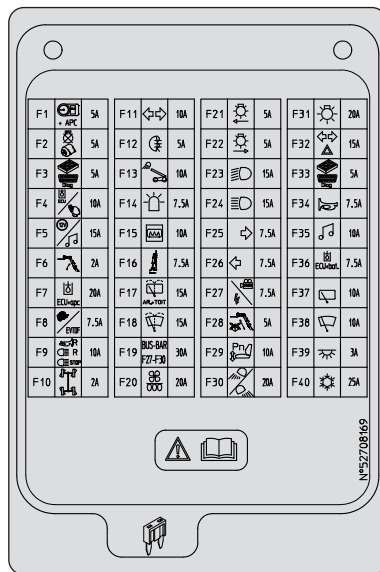 F1 + APC 5A F11 10A F21 5A F31 20A
F2 5A F12 5A F22 5A F32 15A
F3 Diag 5A F13 10A F23 15A F33 Diag 5A
F4 ECU 10A F14 7.5A F24 15A F34 7.5A
F5 12V 15A F15 10A F25 7.5A F35 10A
F6 2A F16 7.5A F26 7.5A F36 ECU+bat. 7.5A
F7 ECU+apc 20A F17 AR+TOIT 15A F27 7.5A F37 10A
F8 EVTDF 7.5A F18 15A F28 5A F38 10A
F9 R R STOP 10A F19 BUS-BAR F27-F30 30A F29 Pn 10A F39 3A
F10 2A F20 20A F30 20A F40 25A
N°52708169